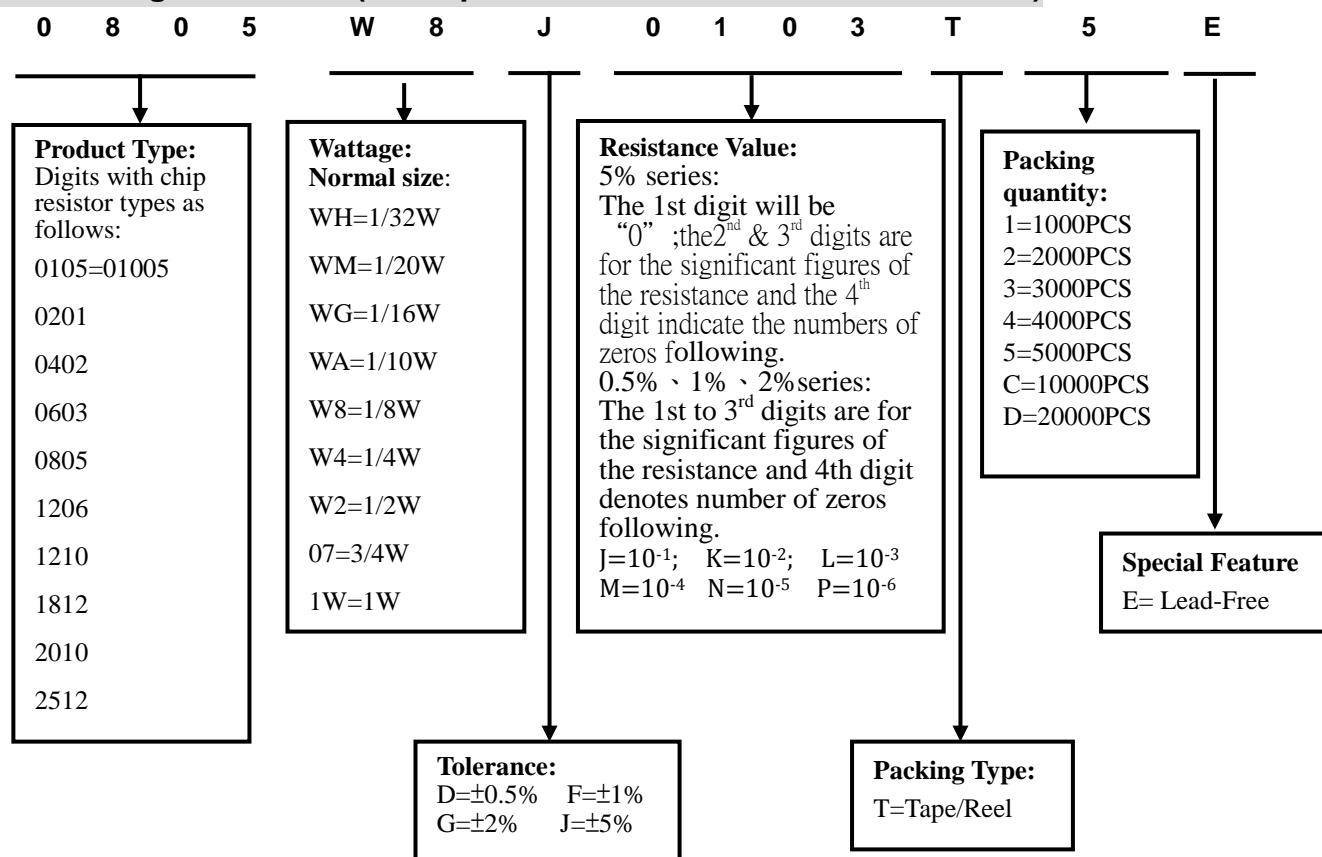 0 8 0 5 W 8 J 0 1 0 3 T 5 E
Product Type:
Digits with chip
resistor types as
follows:
0105=01005
0201
0402
0603
0805
1206
1210
1812
2010
2512
Wattage:
Normal size:
WH=1/32W
WM=1/20W
WG=1/16W
WA=1/10W
W8=1/8W
W4=1/4W
W2=1/2W
07=3/4W
1W=1W
Resistance Value:
5% series:
The 1st digit will be
“0” ;the2nd & 3rd digits are
for the significant figures of
the resistance and the 4th
digit indicate the numbers of
zeros following.
0.5%、1%、2%series:
The 1st to 3rd digits are for
the significant figures of
the resistance and 4th digit
denotes number of zeros
following.
J=10-1; K=10-2; L=10-3
M=10-4 N=10-5 P=10-6
Packing
quantity:
1=1000PCS
2=2000PCS
3=3000PCS
4=4000PCS
5=5000PCS
C=10000PCS
D=20000PCS
Special Feature
E= Lead-Free
Tolerance:
D=±0.5% F=±1%
G=±2% J=±5%
Packing Type:
T=Tape/Reel